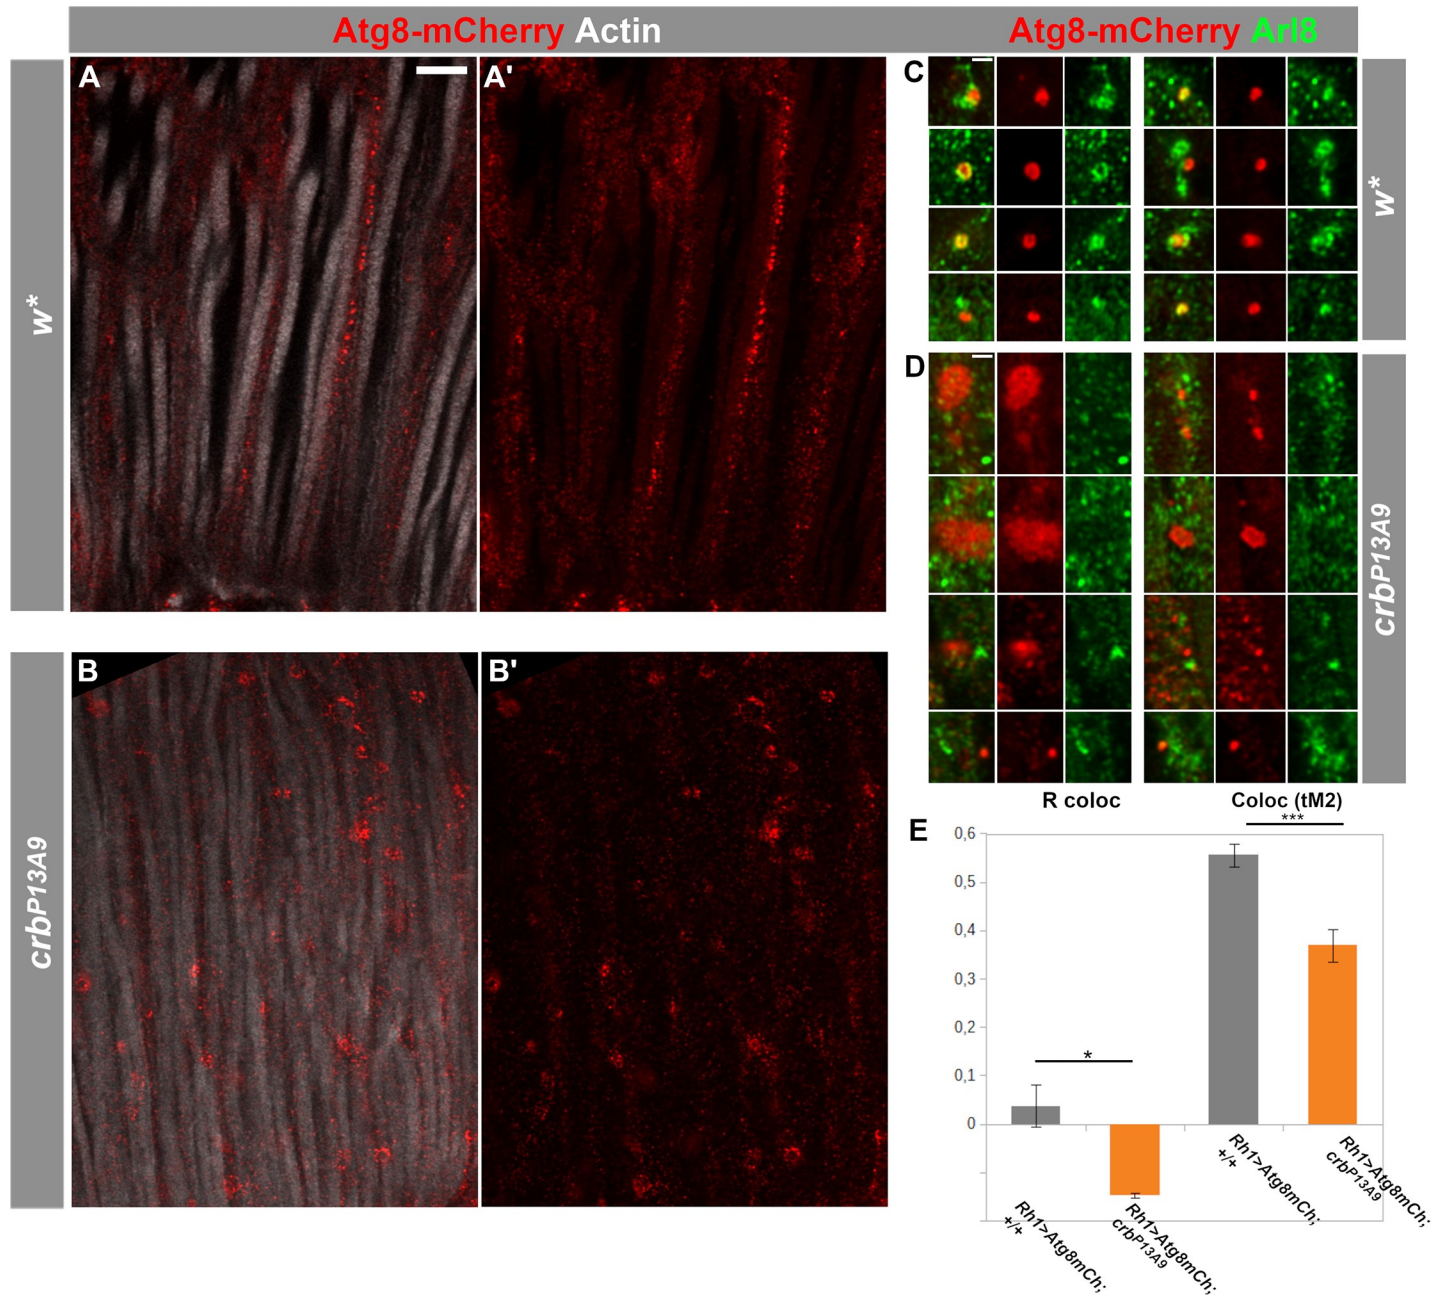 Atg8-mCherry Actin
Atg8-mCherry Arl8
A
A'
C
w*
w*
D
crbP13A9
B
B'
crbP13A9
R coloc
Coloc (tM2)
E
***
0,6
0,5
0,4
0,3
0,2
*
0,1
0
Rh1>Atg8mCh;
+/+
Rh1>Atg8mCh;
crbP13A9
Rh1>Atg8mCh;
+/+
Rh1>Atg8mCh;
crbP13A9